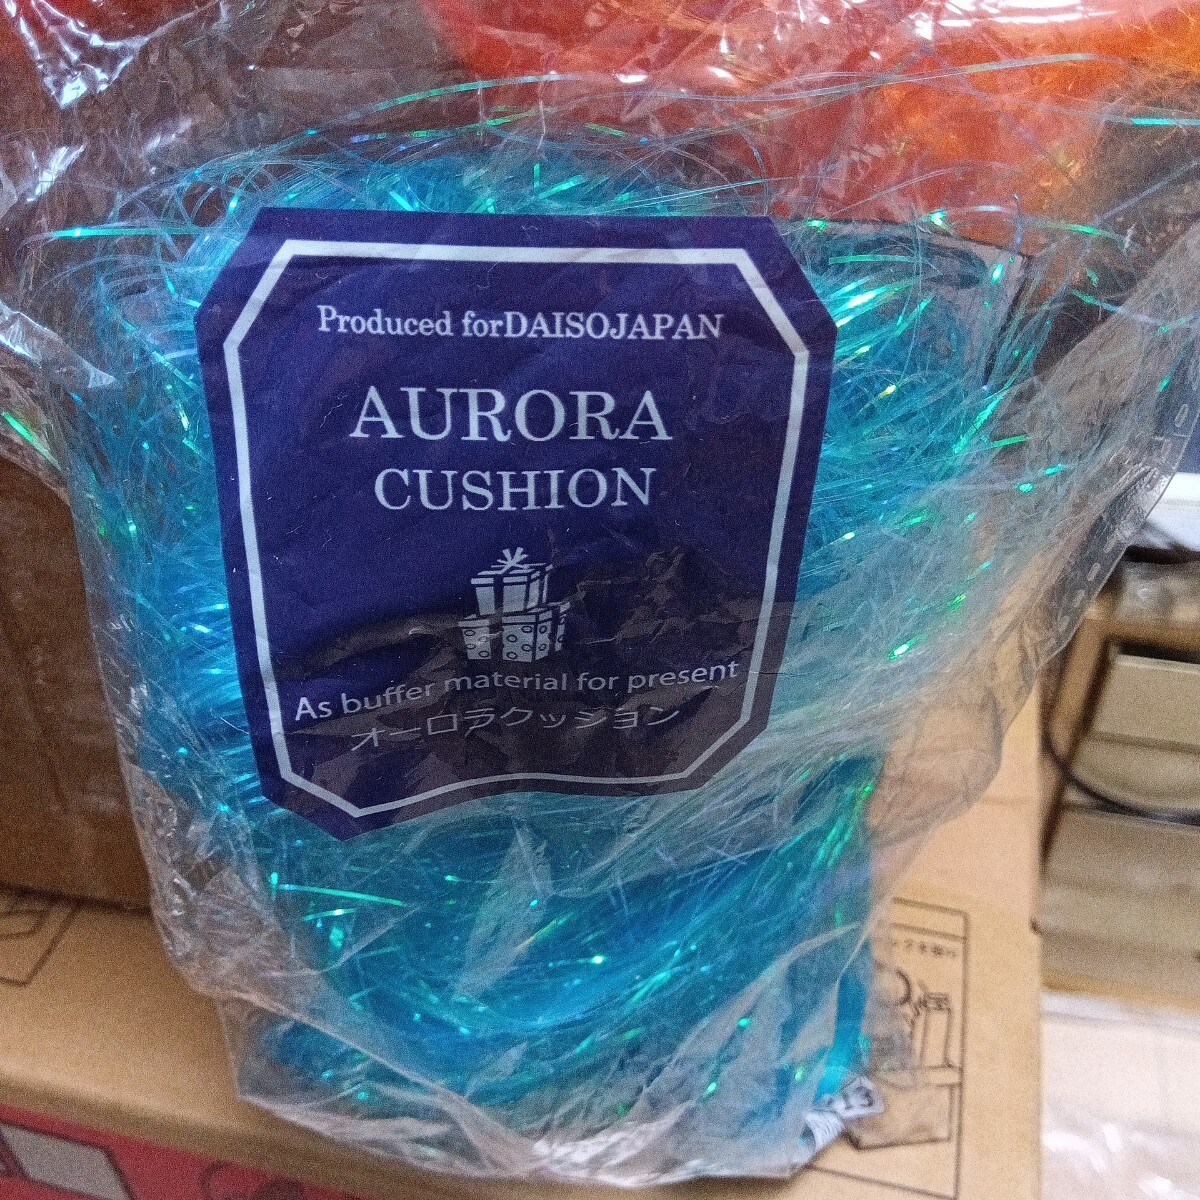 Produced forDAISOJAPAN
AURORA
CUSHION
As buffer material for present
オーロラクッション